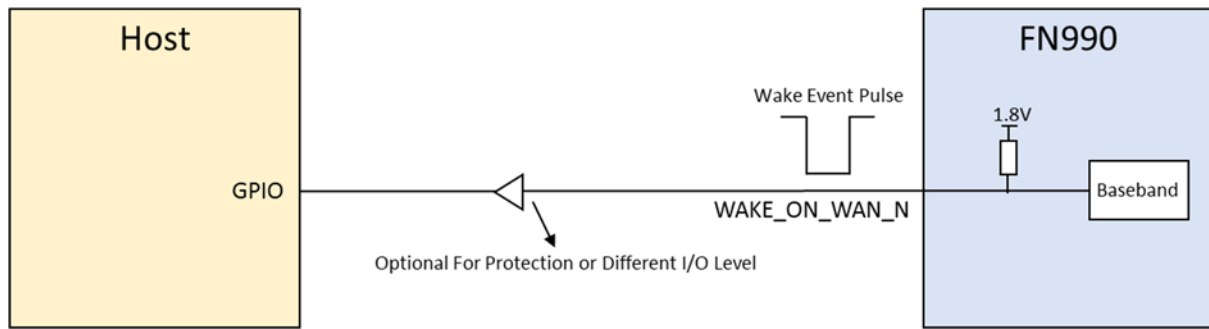 Host
FN990
Wake Event Pulse
1.8V
GPIO
Baseband
WAKE_ON_WAN_N
Optional For Protection or Different I/O Level